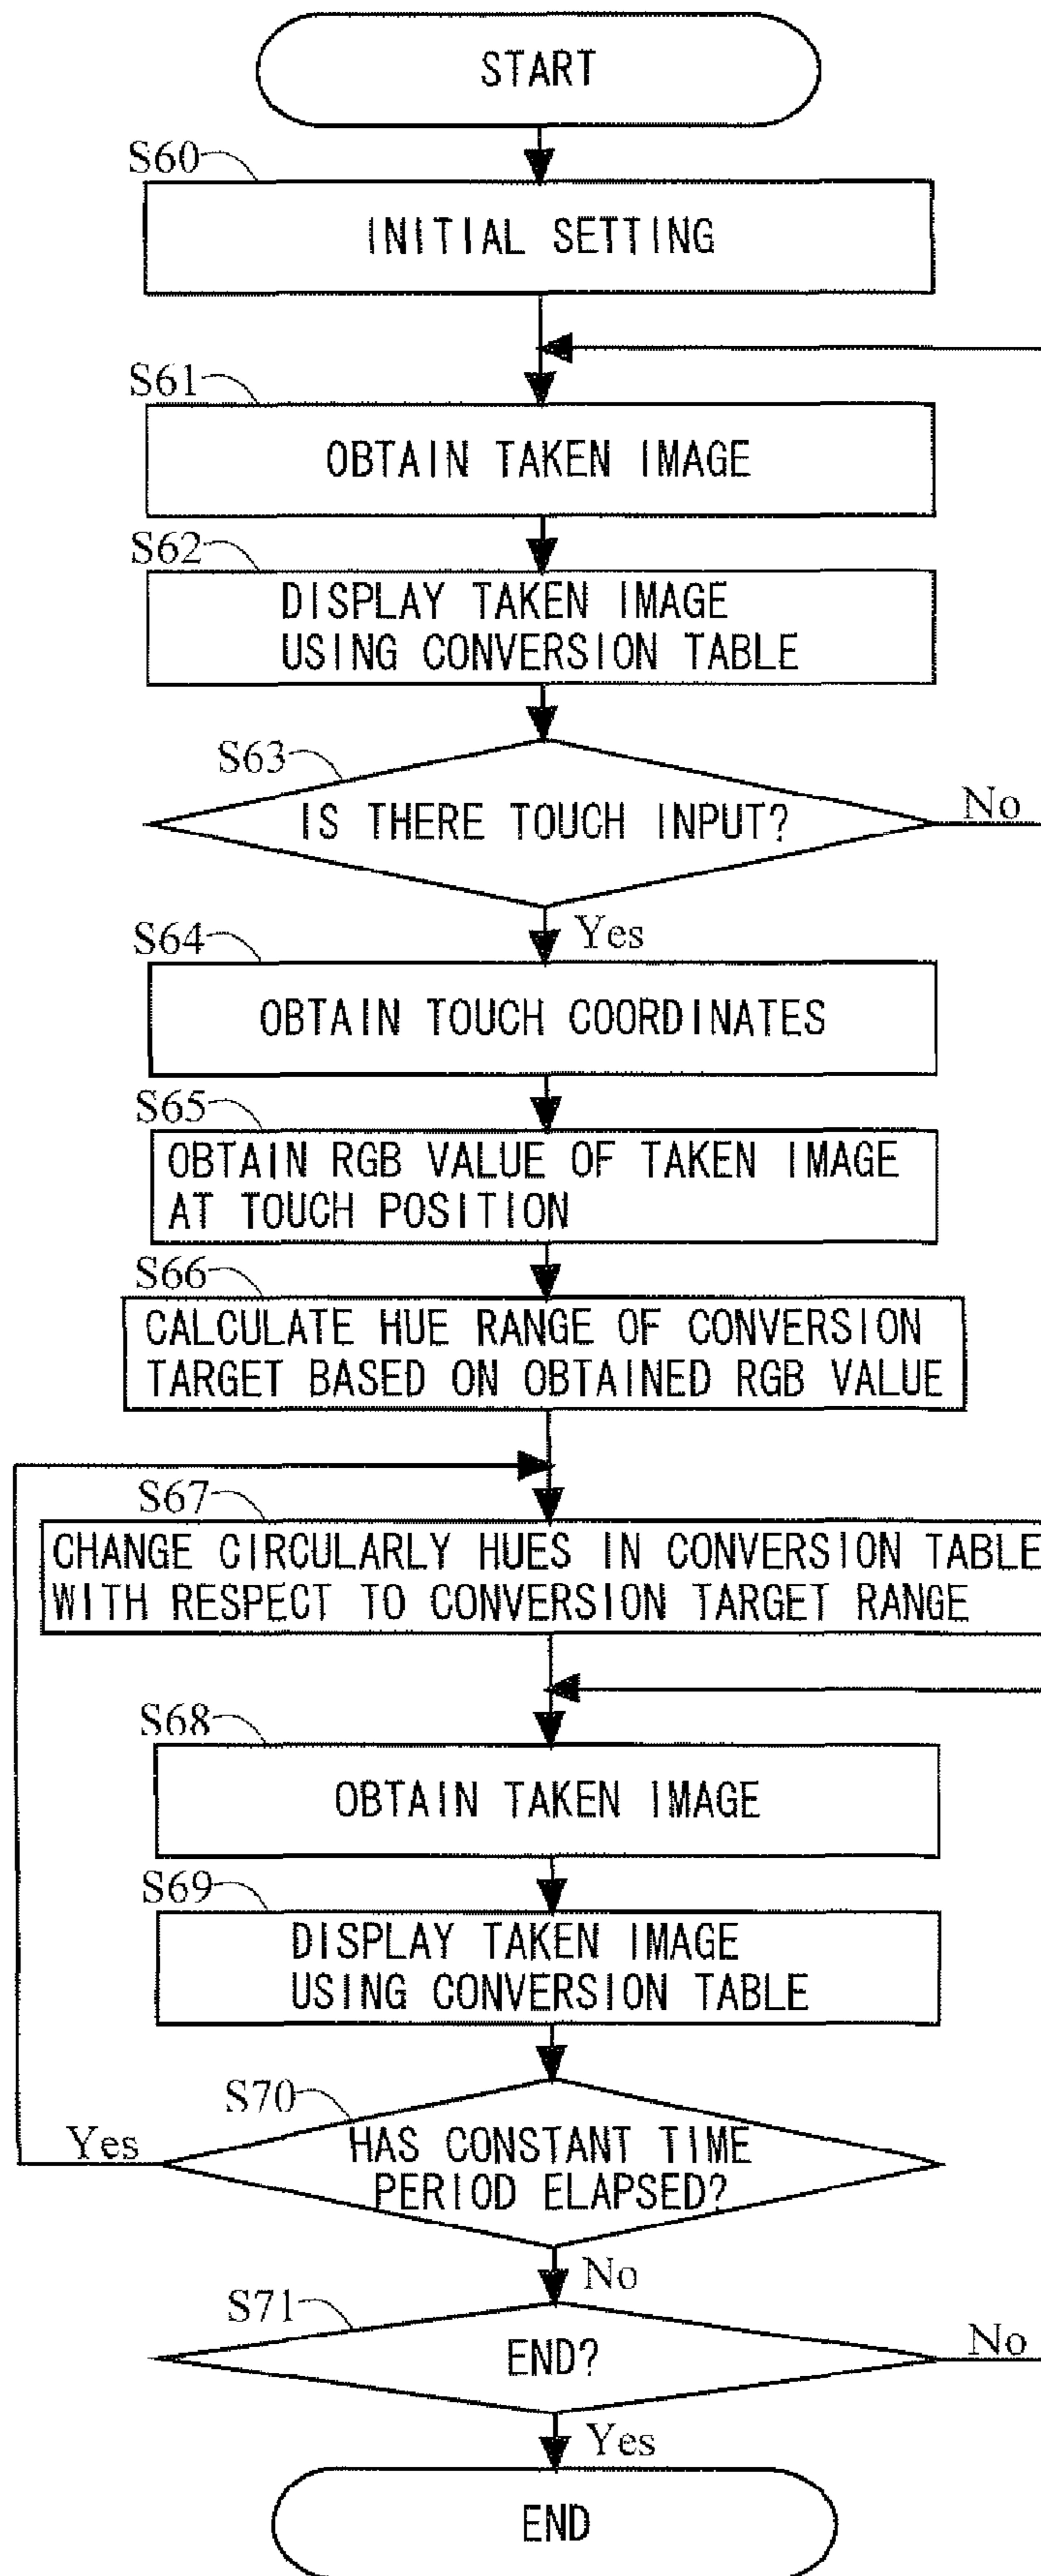 START
S60
INITIAL SETTING
S61
OBTAIN TAKEN IMAGE
S62
DISPLAY TAKEN IMAGE
USING CONVERSION TABLE
S63
IS THERE TOUCH INPUT?
No
Yes
S64
OBTAIN TOUCH COORDINATES
S65
OBTAIN RGB VALUE OF TAKEN IMAGE
AT TOUCH POSITION
S66
CALCULATE HUE RANGE OF CONVERSION
TARGET BASED ON OBTAINED RGB VALUE
S67
CHANGE CIRCULARLY HUES IN CONVERSION TABLE
WITH RESPECT TO CONVERSION TARGET RANGE
S68
OBTAIN TAKEN IMAGE
S69
DISPLAY TAKEN IMAGE
USING CONVERSION TABLE
S70
Yes
HAS CONSTANT TIME
PERIOD ELAPSED?
No
S71
END?
No
Yes
END